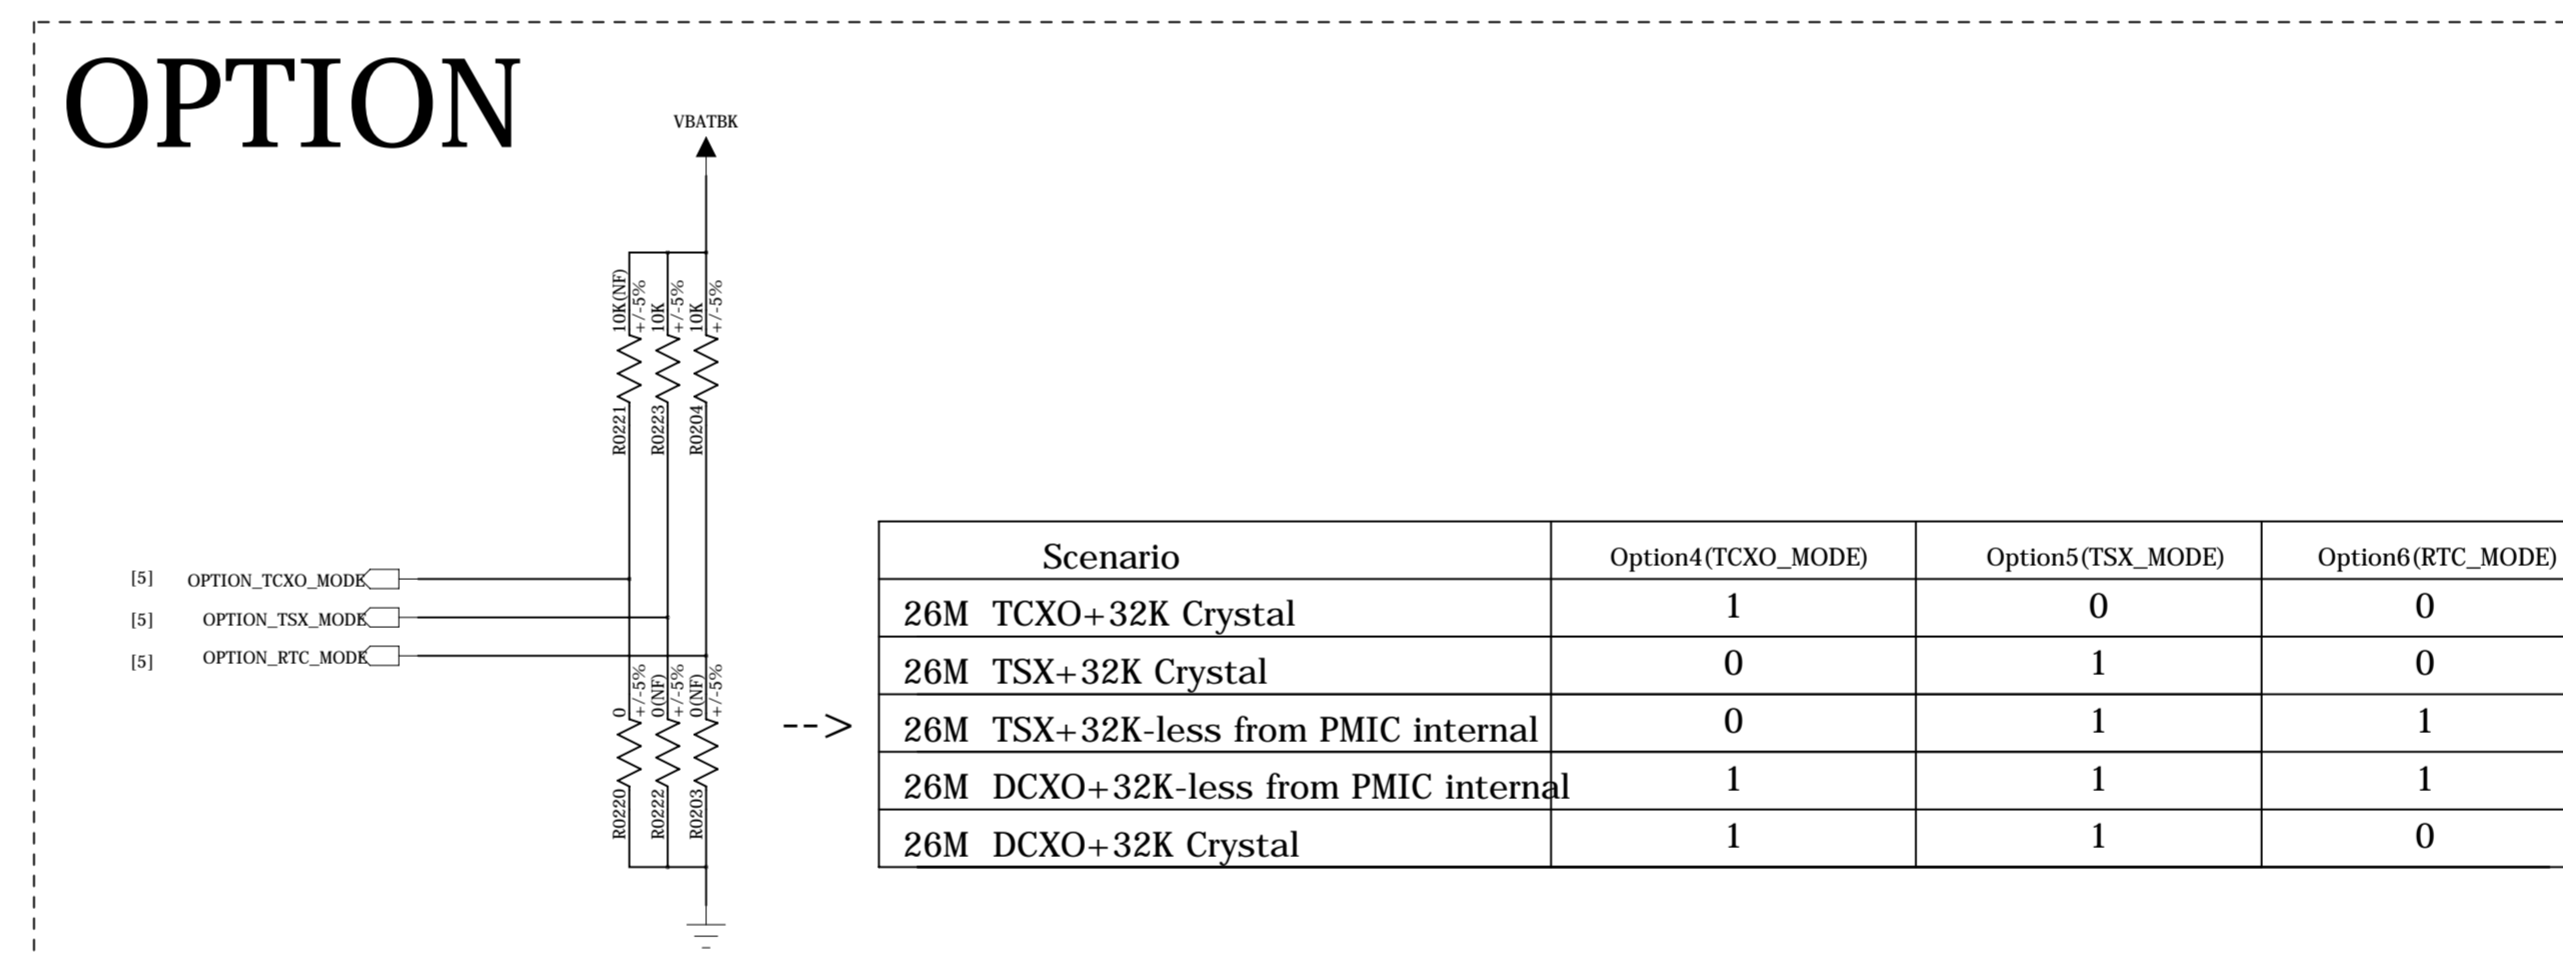 OPTION
VBATBK
10K(NF)
+/-5%
10K
+/-5%
10K
+/-5%
R0221
R0223
R0204
[5] OPTION_TCXO_MODE
[5] OPTION_TSX_MODE
[5] OPTION_RTC_MODE
0
+/-5%
0(NF)
+/-5%
0(NF)
+/-5%
R0220
R0222
R0203
-->
Scenario Option4(TCXO_MODE) Option5(TSX_MODE) Option6(RTC_MODE)
26M TCXO+32K Crystal 1 0 0
26M TSX+32K Crystal 0 1 0
26M TSX+32K-less from PMIC internal 0 1 1
26M DCXO+32K-less from PMIC internal 1 1 1
26M DCXO+32K Crystal 1 1 0